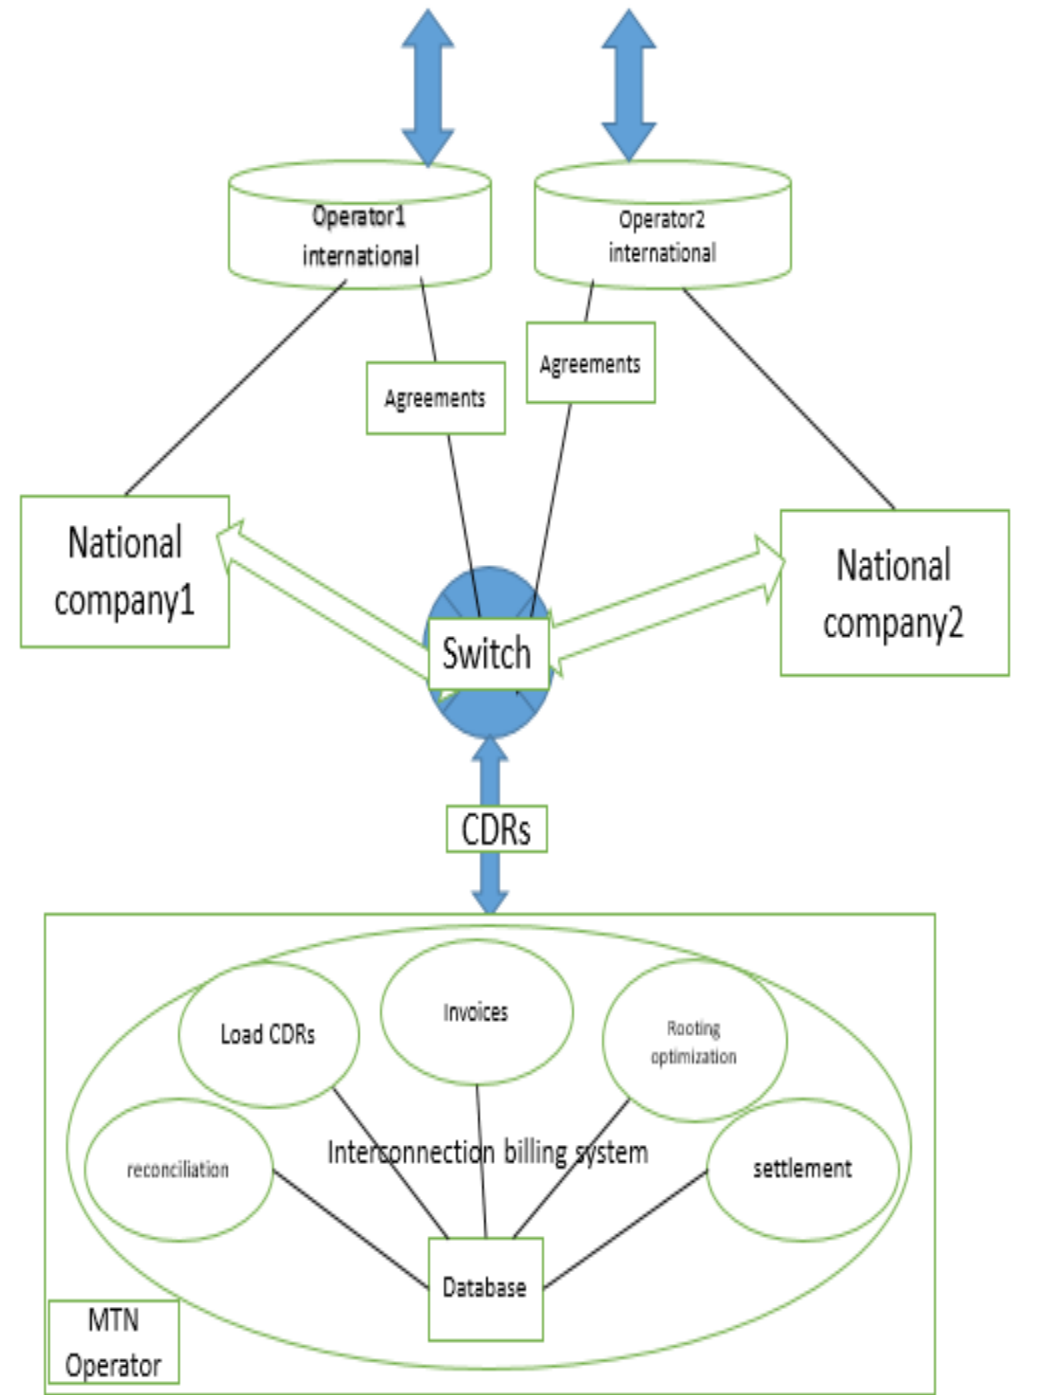 Operator1
international
Operator2
international
Agreements
Agreements
National
company1
National
company2
Switch
CDRs
Load CDRs
Invoices
Rooting
optimization
reconciliation
Interconnection billing system
settlement
Database
MTN
Operator